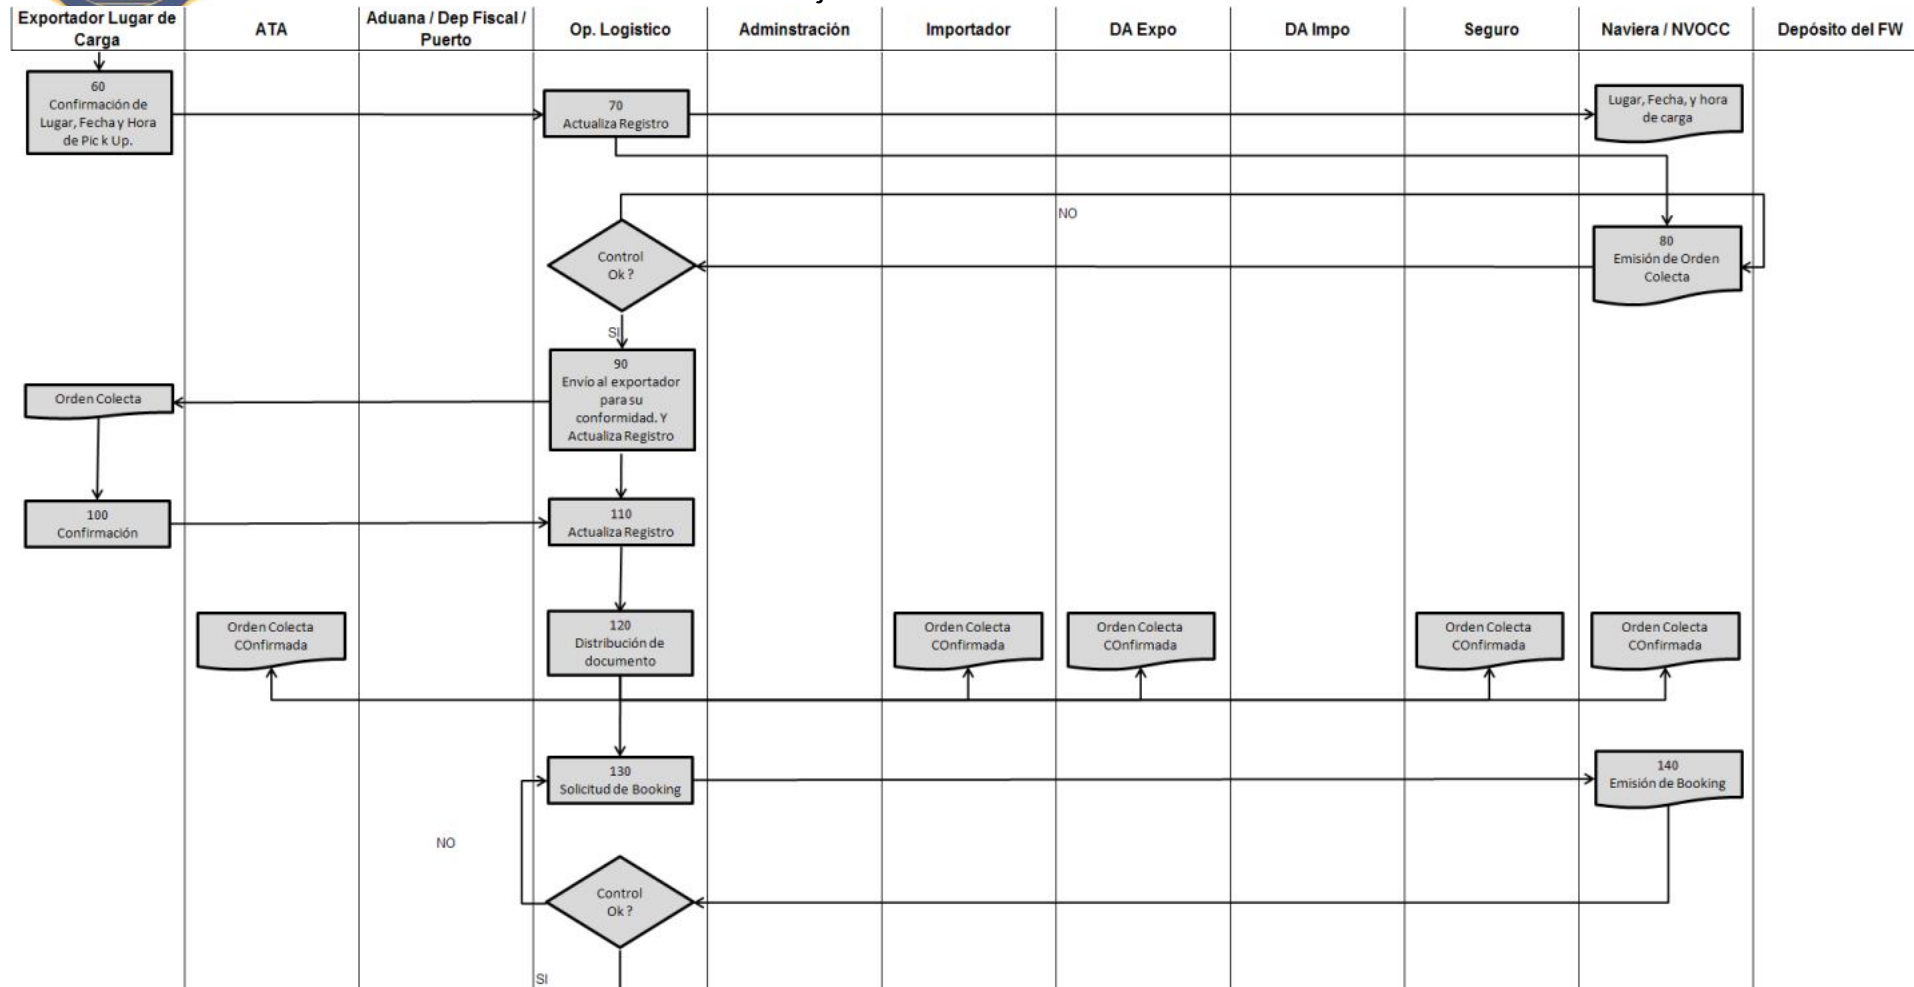 Exportador Lugar de
Carga
ATA
Aduana / Dep Fiscal /
Puerto
Op. Logistico
Adminstración
Importador
DA Expo
DA Impo
Seguro
Naviera / NVOCC
Depósito del FW
60
Confirmación de
Lugar, Fecha y Hora
de Pic k Up.
70
Actualiza Registro
Lugar, Fecha, y hora
de carga
NO
80
Emisión de Orden
Colecta
Control
Ok ?
SI
90
Envío al exportador
para su
conformidad. Y
Actualiza Registro
Orden Colecta
100
Confirmación
110
Actualiza Registro
Orden Colecta
COnfirmada
120
Distribución de
documento
Orden Colecta
COnfirmada
Orden Colecta
COnfirmada
Orden Colecta
COnfirmada
Orden Colecta
COnfirmada
130
Solicitud de Booking
140
Emisión de Booking
NO
Control
Ok ?
SI